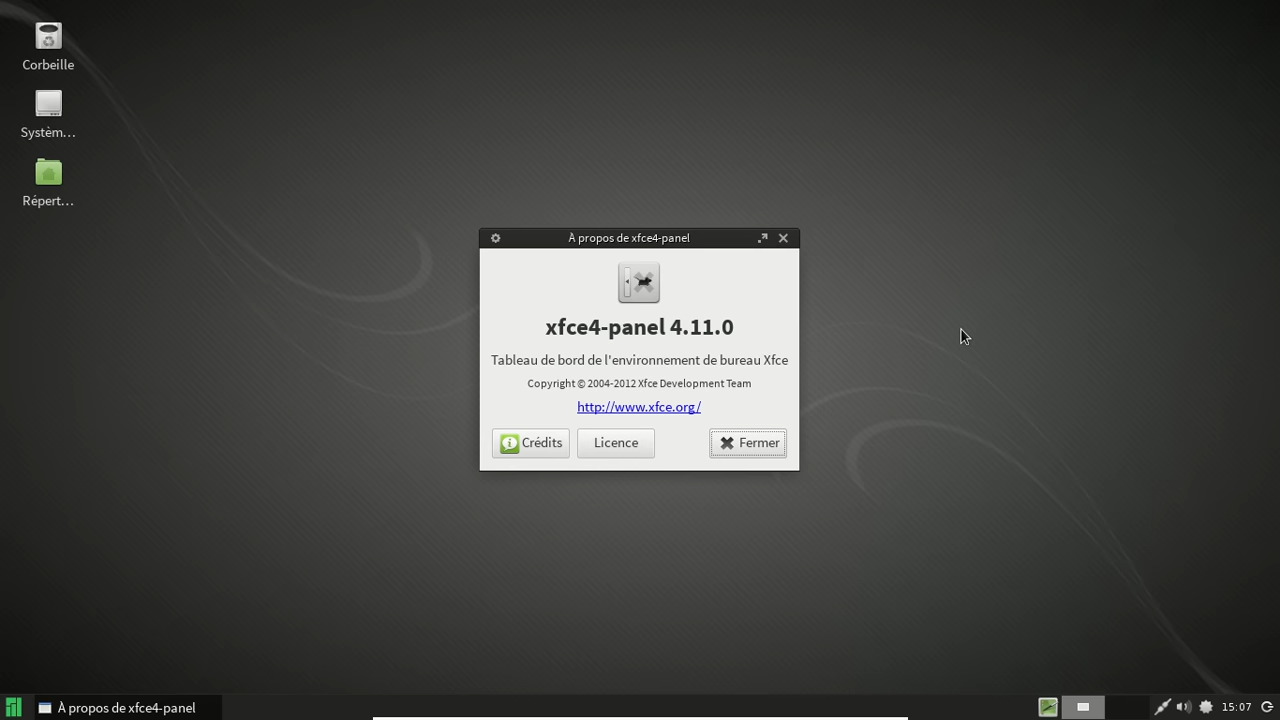 Corbeille
Systèm...
Répert...
À propos de xfce4-panel
xfce4-panel 4.11.0
Tableau de bord de l'environnement de bureau Xfce
Copyright © 2004-2012 Xfce Development Team
http://www.xfce.org/
Crédits
Licence
Fermer
À propos de xfce4-panel
15:07